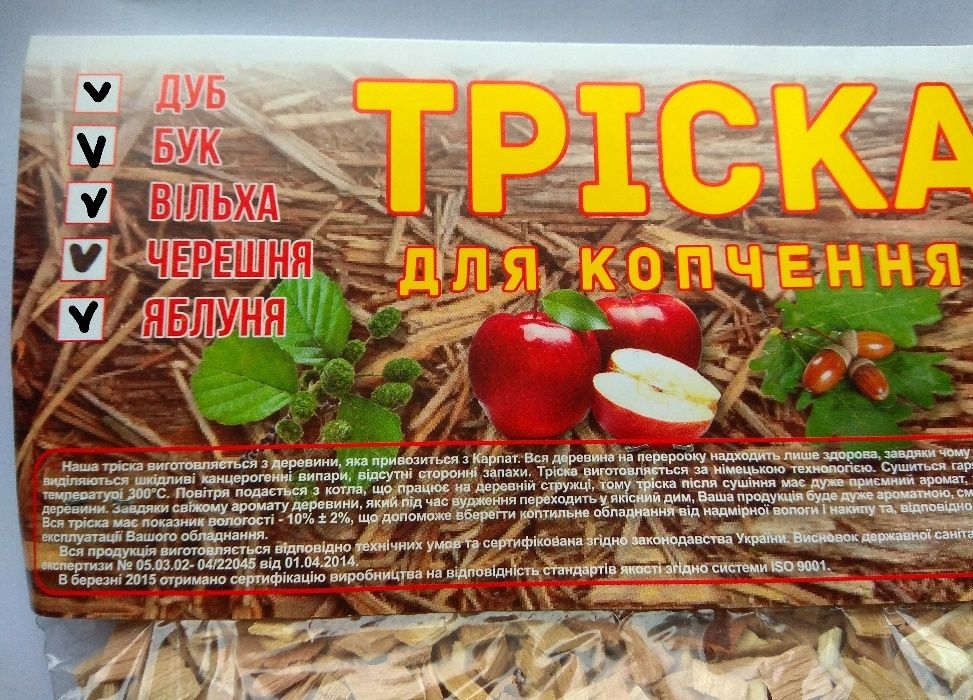 ДУБ
БУК
ВІЛЬХА
ЧЕРЕШНЯ
ЯБЛУНЯ
ТРІСКА
ДЛЯ КОПЧЕННЯ
Наша тріска виготовляється з деревини, яка привозиться з Карпат. Вся деревина на переробку надходить лише здорова, завдяки чому
виділяються шкідливі канцерогенні випари, відсутні сторонні запахи. Тріска виготовляється за німецькою технологією. Сушиться
температурі 300°С. Повітря подається з котла, що працює на деревній стружці, тому тріска після сушіння має дуже приємний аромат,
деревини. Завдяки свіжому аромату деревини, який під час вудження переходить у якісний дим, Ваша продукція буде дуже ароматною,
Вся тріска має показник вологості - 10% ± 2%, що допоможе вберегти коптильне обладнання від надмірної вологи і накипу та, відповідно
експлуатації Вашого обладнання.
Вся продукція виготовляється відповідно технічних умов та сертифікована згідно законодавства України. Висновок державної
експертизи № 05.03.02- 04/22045 від 01.04.2014.
В березні 2015 отримано сертифікацію виробництва на відповідність стандартів якості згідно системи ISO 9001.